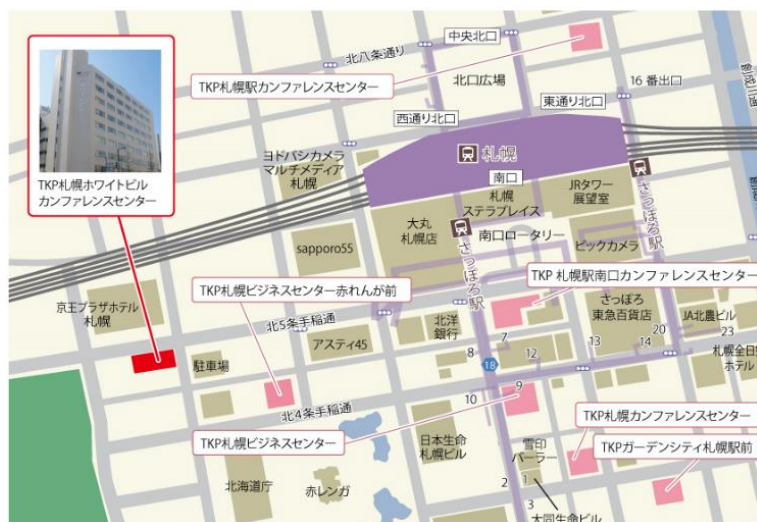 中央北口
北八条通り
TKP札幌駅カンファレンスセンター
北口広場
16番出口
東通り北口
西通り北口
創成川通
ヨドバシカメラ
マルチメディア
札幌
札幌
TKP札幌ホワイトビル
カンファレンスセンター
南口
札幌
ステラプレイス
JRタワー
展望室
大丸
札幌店
南口ロータリー
さっぽろ駅
さっぽろ駅
ビックカメラ
sapporo55
TKP 札幌駅南口カンファレンスセンター
TKP札幌ビジネスセンター赤れんが前
京王プラザホテル
札幌
北5条手稲通
北洋
銀行
さっぽろ
東急百貨店
JA北農ビル
アスティ45
駐車場
7
8
12
13
14
20
23
札幌全日空
ホテル
18
9
10
北4条手稲通
TKP札幌ビジネスセンター
TKP札幌カンファレンスセンター
TKPガーデンシティ札幌駅前
日本生命
札幌ビル
雪印
パーラー
北海道庁
赤レンガ
2
1
3
大同生命ビル